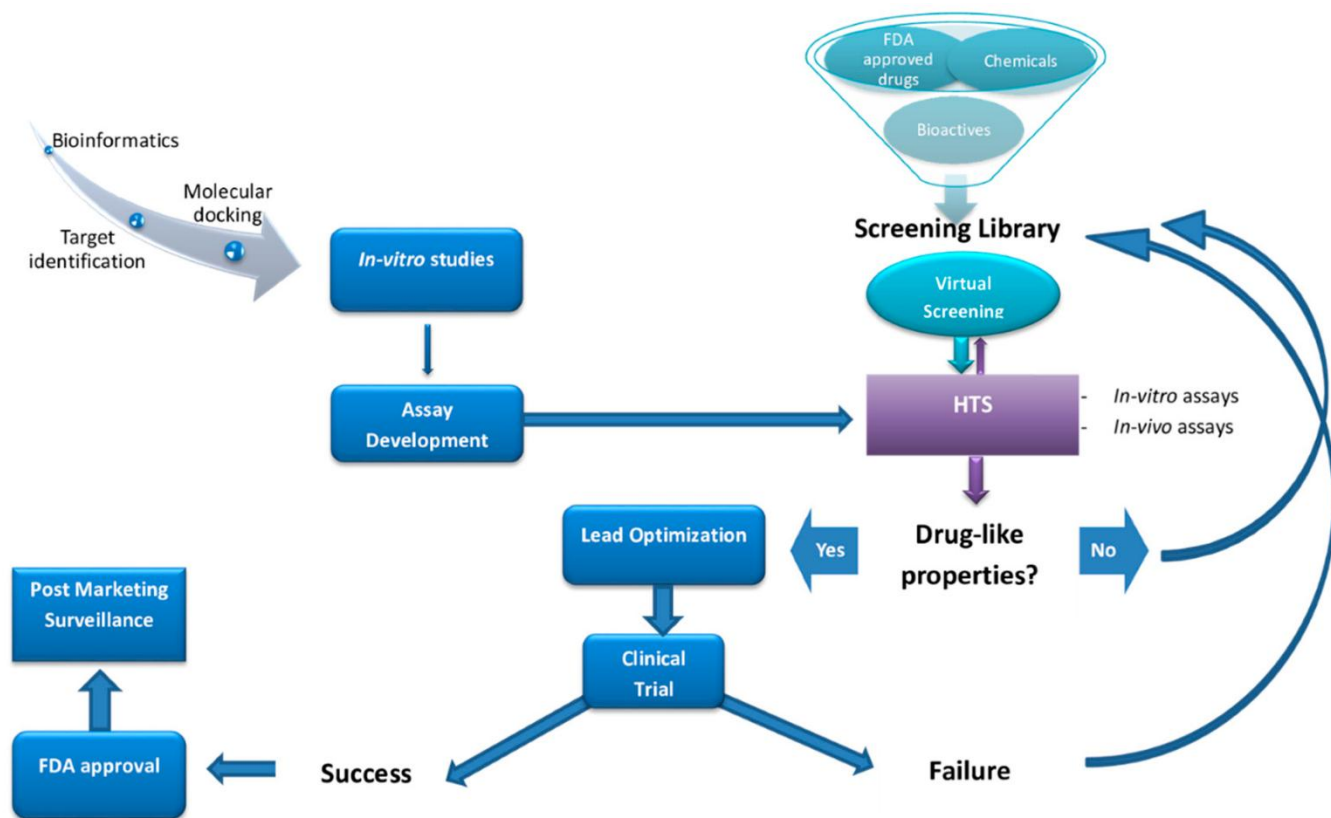 FDA
approved
drugs
Chemicals
Bioactives
Bioinformatics
Molecular
docking
Target
identification
In-vitro studies
Screening Library
Virtual
Screening
Assay
Development
HTS
- In-vitro assays
- In-vivo assays
Lead Optimization
Yes
Drug-like
properties?
No
Post Marketing
Surveillance
Clinical
Trial
FDA approval
Success
Failure